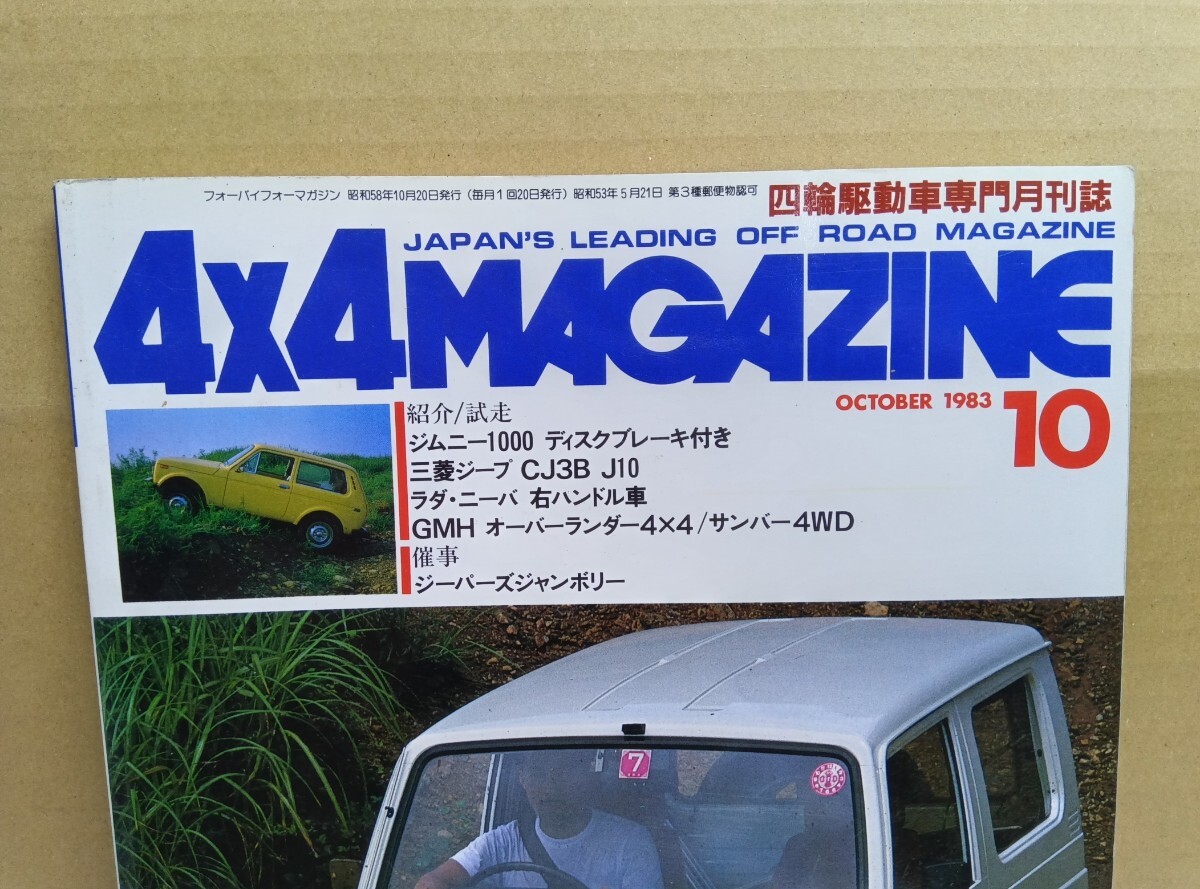 フォーバイフォーマガジン 昭和58年10月20日発行(毎月1回20日発行)昭和53年5月21日 第3種郵便物認可
四輪駆動車専門月刊誌
JAPAN'S LEADING OFF ROAD MAGAZINE
4x4MAGAZINE
OCTOBER 1983 10
紹介/試走
ジムニー1000 ディスクブレーキ付き
三菱ジープ CJ3B J10
ラダ・ニーバ 右ハンドル車
GMH オーバーランダー4×4/サンバー4WD
催事
ジーパーズジャンボリー
7